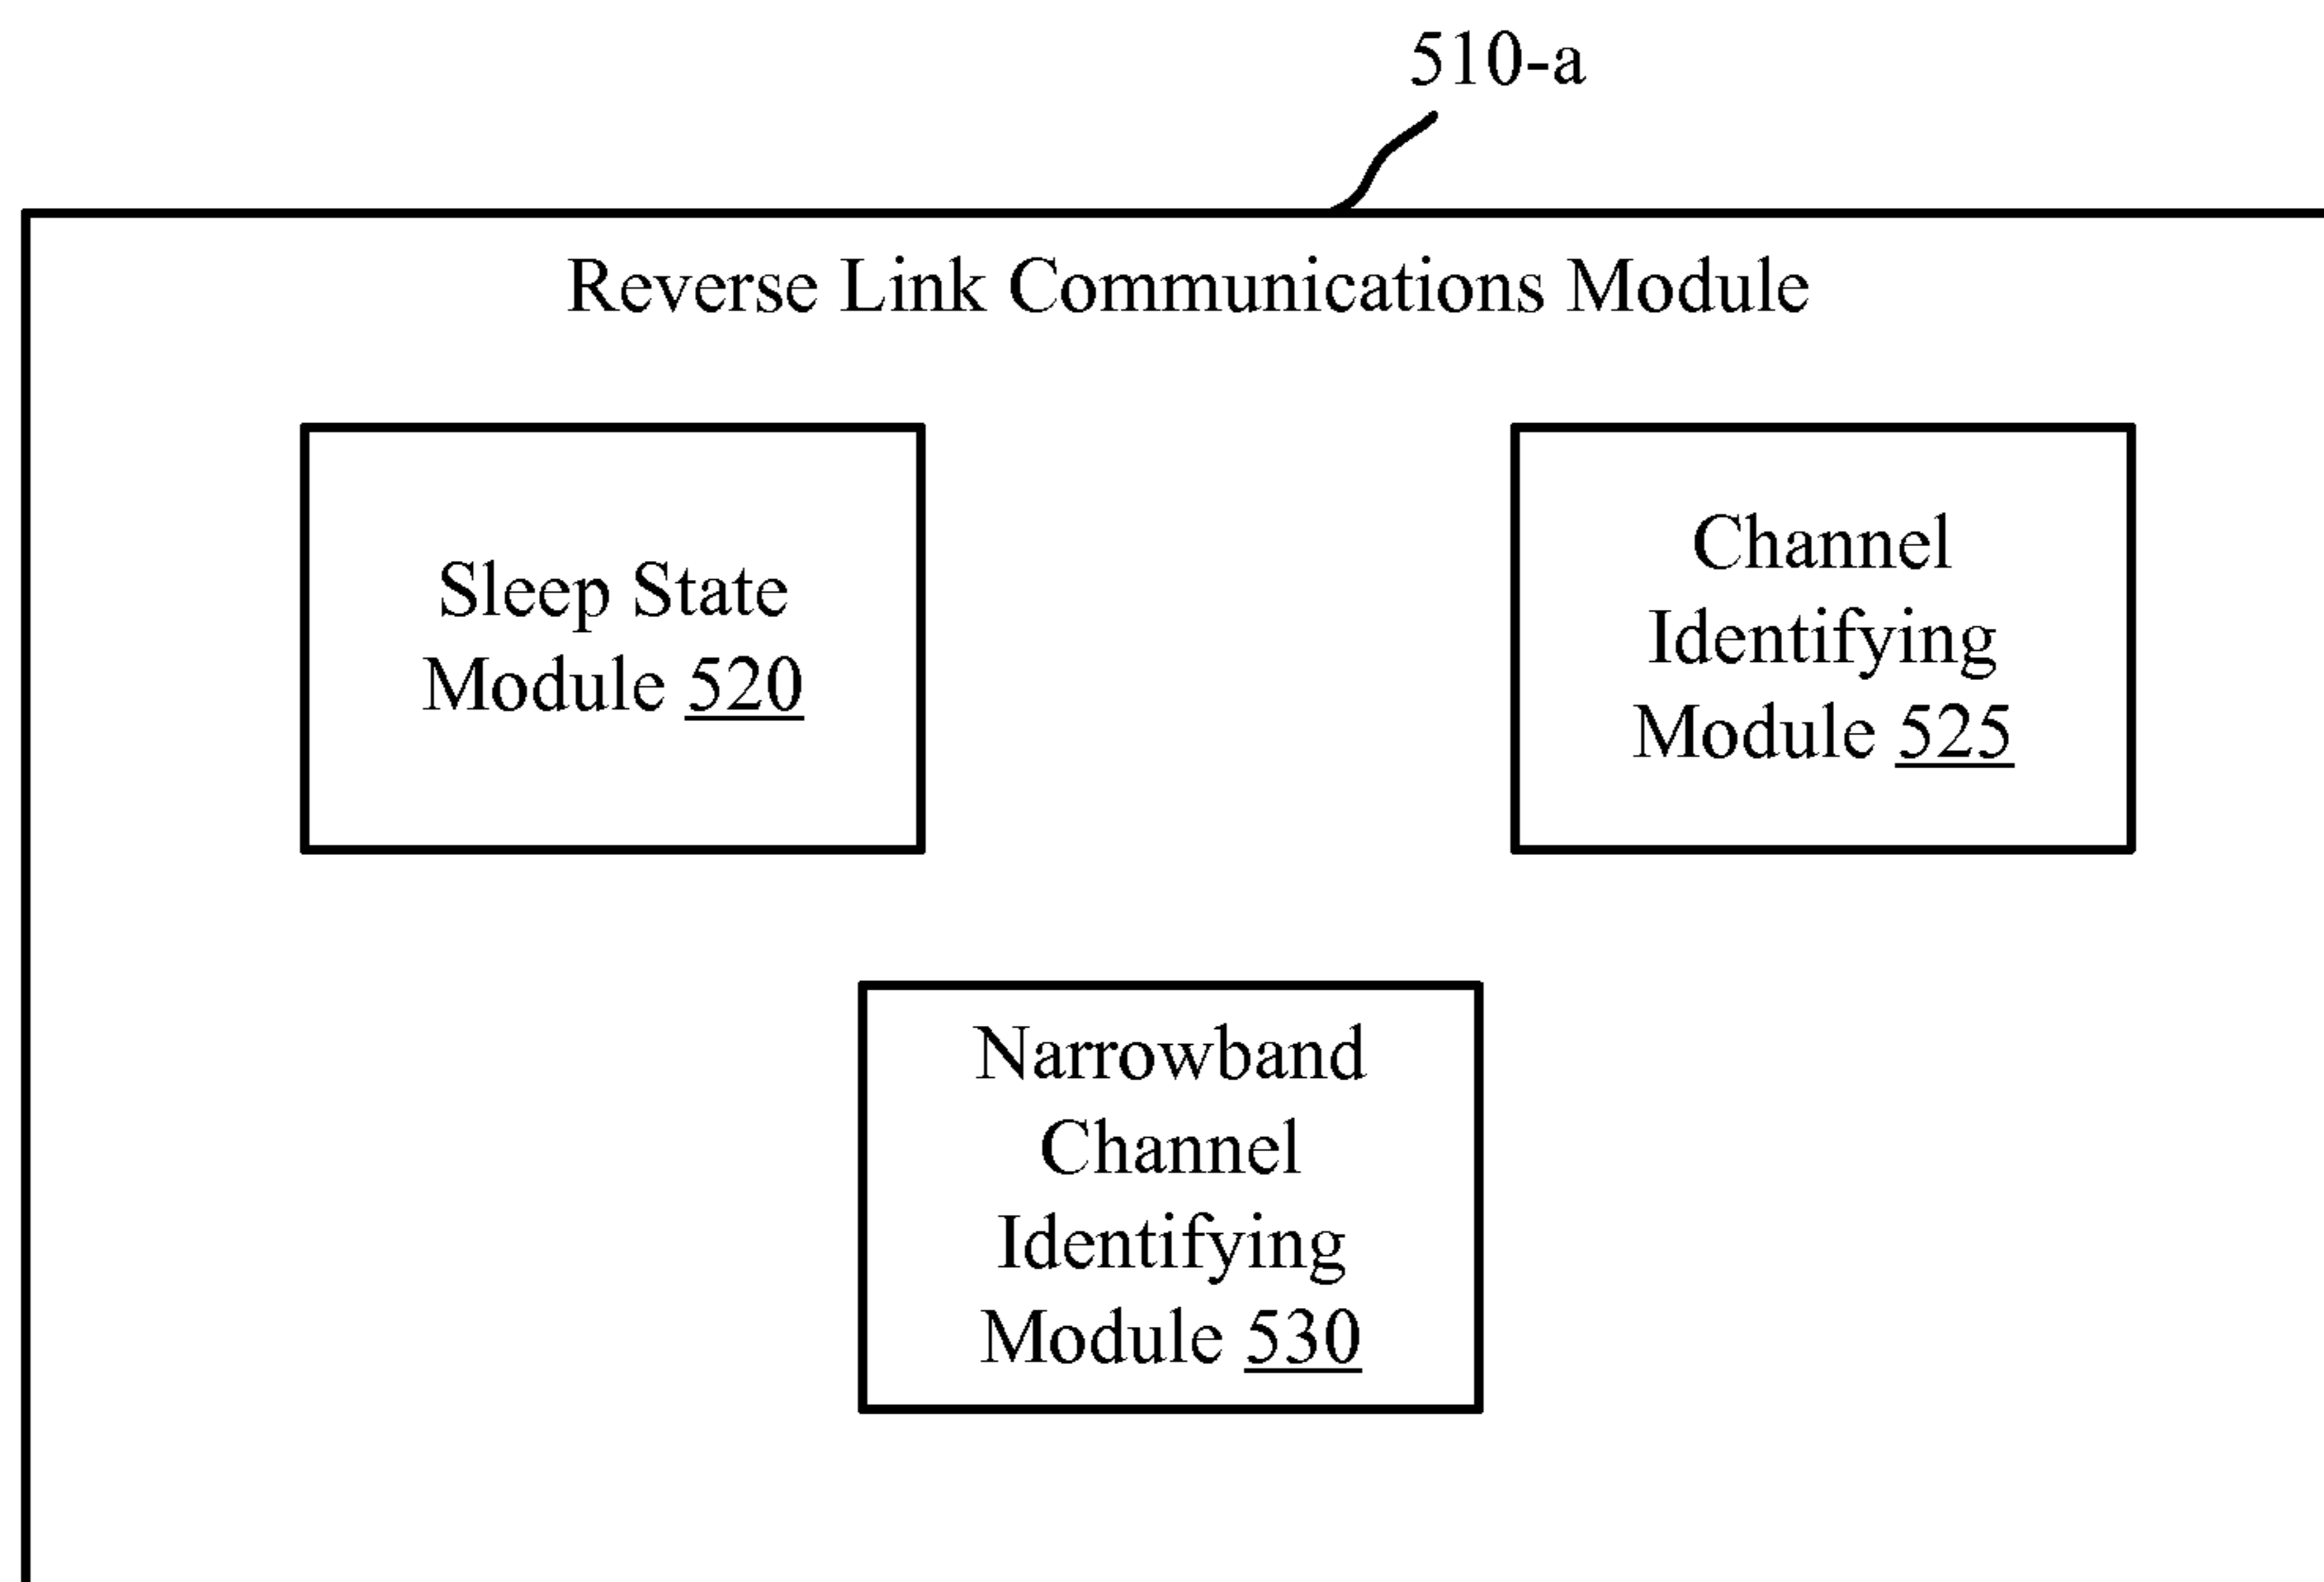 510-a
Reverse Link Communications Module
Sleep State
Module 520
Channel
Identifying
Module 525
Narrowband
Channel
Identifying
Module 530